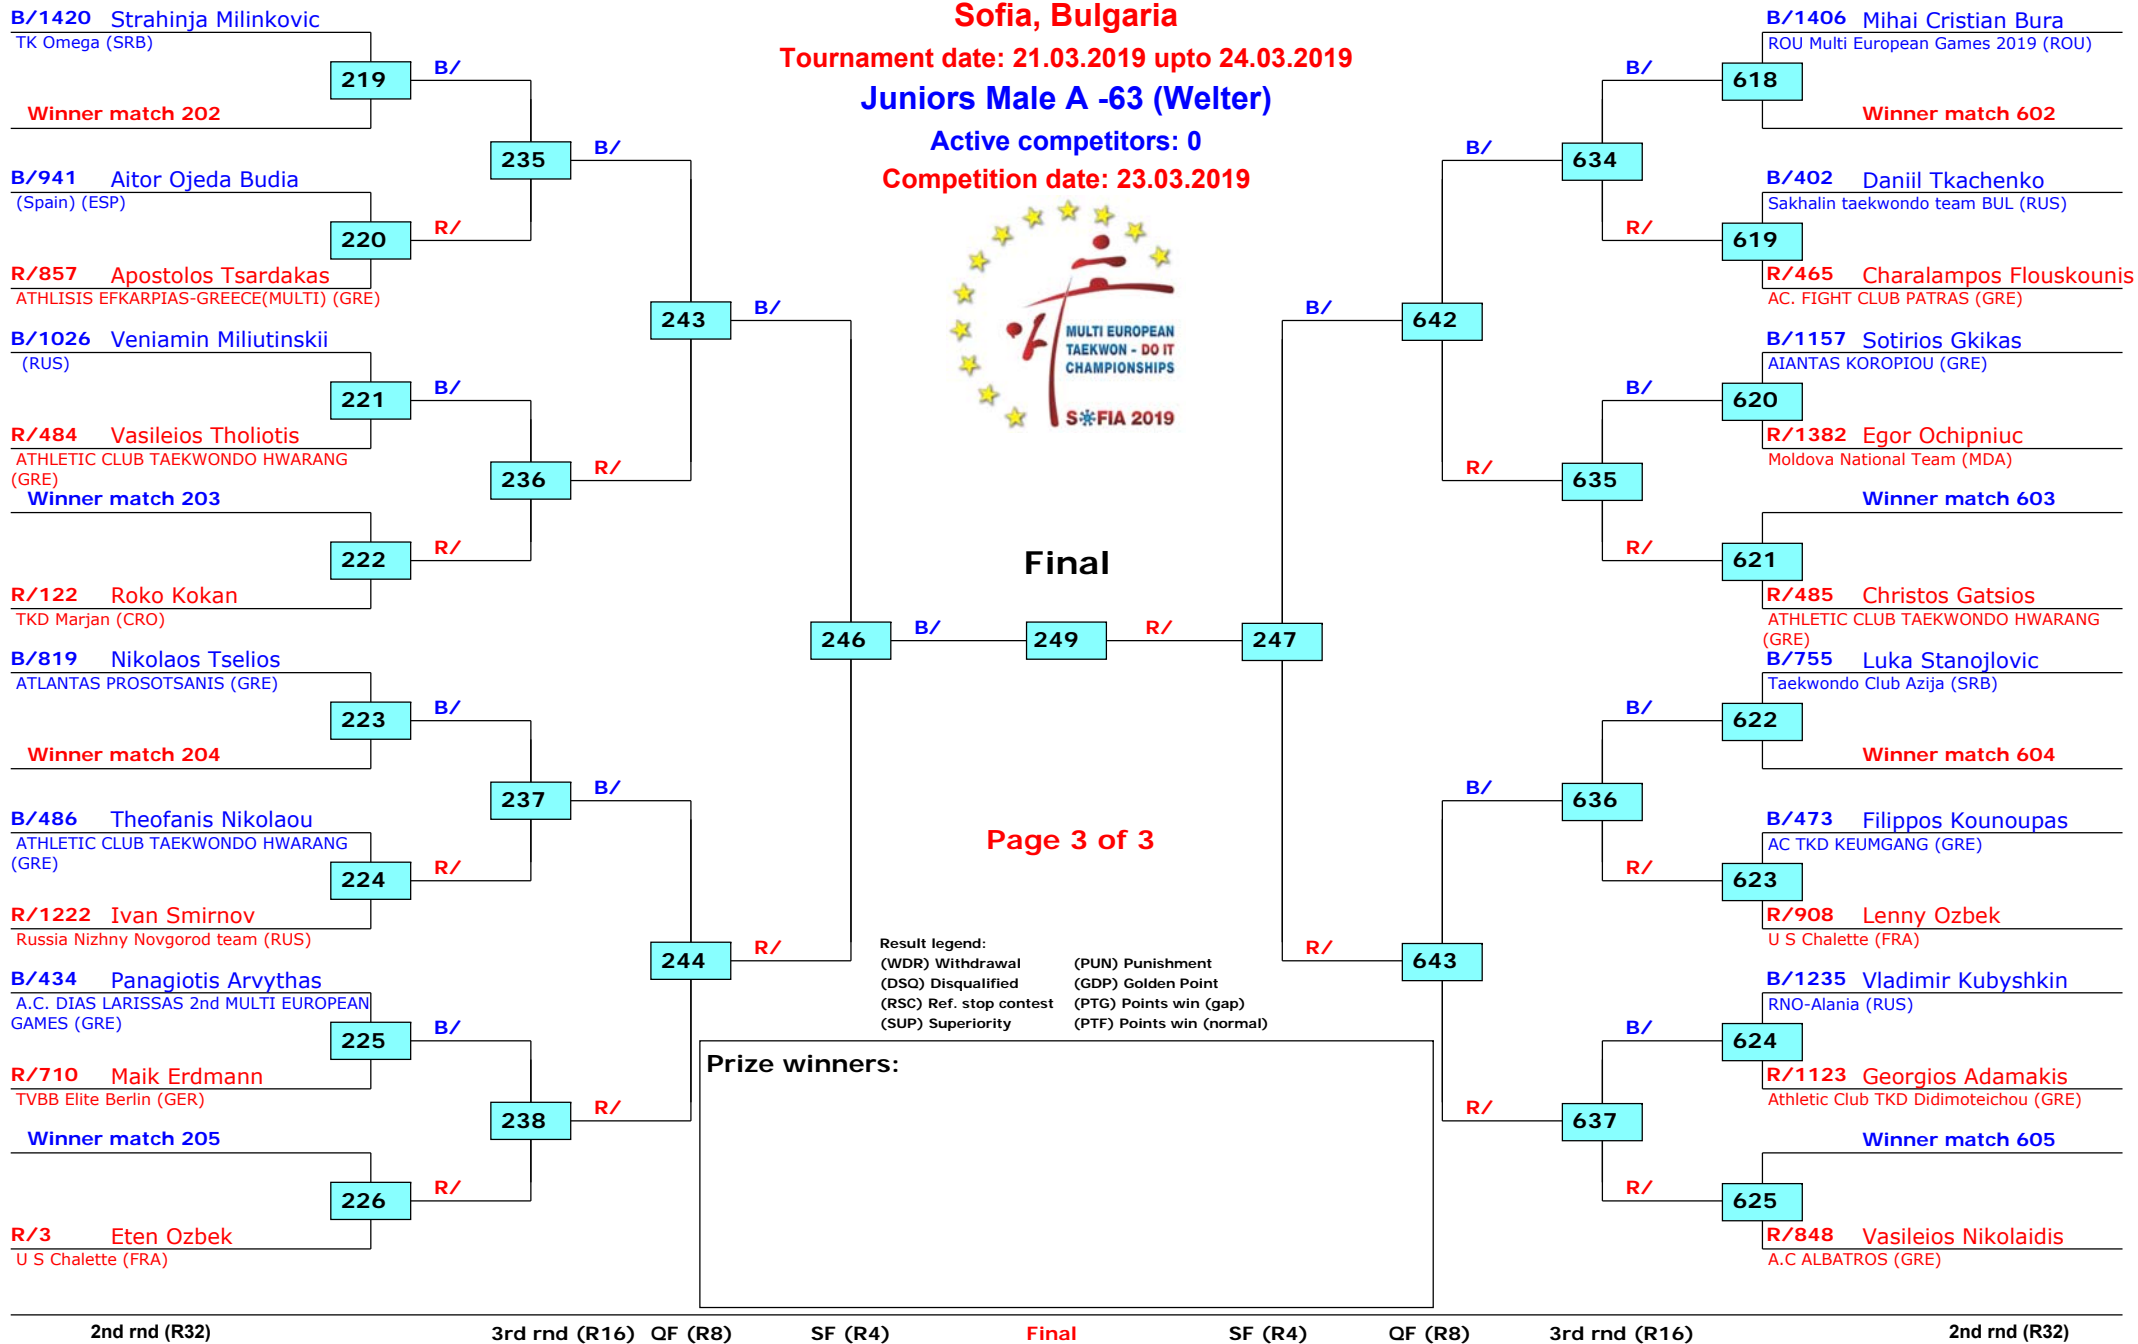 Sofia, Bulgaria
Tournament date: 21.03.2019 upto 24.03.2019
Juniors Male A -63 (Welter)
Active competitors: 0
Competition date: 23.03.2019
MULTI EUROPEAN
TAEKWON - DO IT
CHAMPIONSHIPS
SOFIA 2019
B/1420 Strahinja Milinkovic
TK Omega (SRB)
219
B/
Winner match 202
235
B/
B/941 Aitor Ojeda Budia
(Spain) (ESP)
220
R/
R/857 Apostolos Tsardakas
ATHLISIS EFKARPIAS-GREECE(MULTI) (GRE)
243
B/
B/1026 Veniamin Miliutinskii
(RUS)
221
B/
R/484 Vasileios Tholiotis
ATHLETIC CLUB TAEKWONDO HWARANG
(GRE)
236
R/
Winner match 203
222
R/
R/122 Roko Kokan
TKD Marjan (CRO)
246
B/
B/819 Nikolaos Tselios
ATLANTAS PROSOTSANIS (GRE)
223
B/
Winner match 204
237
B/
B/486 Theofanis Nikolaou
ATHLETIC CLUB TAEKWONDO HWARANG
(GRE)
224
R/
R/1222 Ivan Smirnov
Russia Nizhny Novgorod team (RUS)
244
R/
B/434 Panagiotis Arvythas
A.C. DIAS LARISSAS 2nd MULTI EUROPEAN
GAMES (GRE)
225
B/
R/710 Maik Erdmann
TVBB Elite Berlin (GER)
238
R/
Winner match 205
226
R/
R/3 Eten Ozbek
U S Chalette (FRA)
Final
249
R/
247
Page 3 of 3
B/1406 Mihai Cristian Bura
ROU Multi European Games 2019 (ROU)
B/
618
Winner match 602
B/
634
B/402 Daniil Tkachenko
Sakhalin taekwondo team BUL (RUS)
R/
619
R/465 Charalampos Flouskounis
AC. FIGHT CLUB PATRAS (GRE)
B/
642
B/1157 Sotirios Gkikas
AIANTAS KOROPIOU (GRE)
B/
620
R/1382 Egor Ochipniuc
Moldova National Team (MDA)
R/
635
Winner match 603
R/
621
R/485 Christos Gatsios
ATHLETIC CLUB TAEKWONDO HWARANG
(GRE)
B/755 Luka Stanojlovic
Taekwondo Club Azija (SRB)
B/
622
Winner match 604
B/
636
B/473 Filippos Kounoupas
AC TKD KEUMGANG (GRE)
R/
623
R/908 Lenny Ozbek
U S Chalette (FRA)
R/
643
B/1235 Vladimir Kubyshkin
RNO-Alania (RUS)
B/
624
R/1123 Georgios Adamakis
Athletic Club TKD Didimoteichou (GRE)
R/
637
Winner match 605
R/
625
R/848 Vasileios Nikolaidis
A.C ALBATROS (GRE)
Result legend:
(WDR) Withdrawal (PUN) Punishment
(DSQ) Disqualified (GDP) Golden Point
(RSC) Ref. stop contest (PTG) Points win (gap)
(SUP) Superiority (PTF) Points win (normal)
Prize winners:
2nd rnd (R32) 3rd rnd (R16) QF (R8) SF (R4) Final SF (R4) QF (R8) 3rd rnd (R16) 2nd rnd (R32)